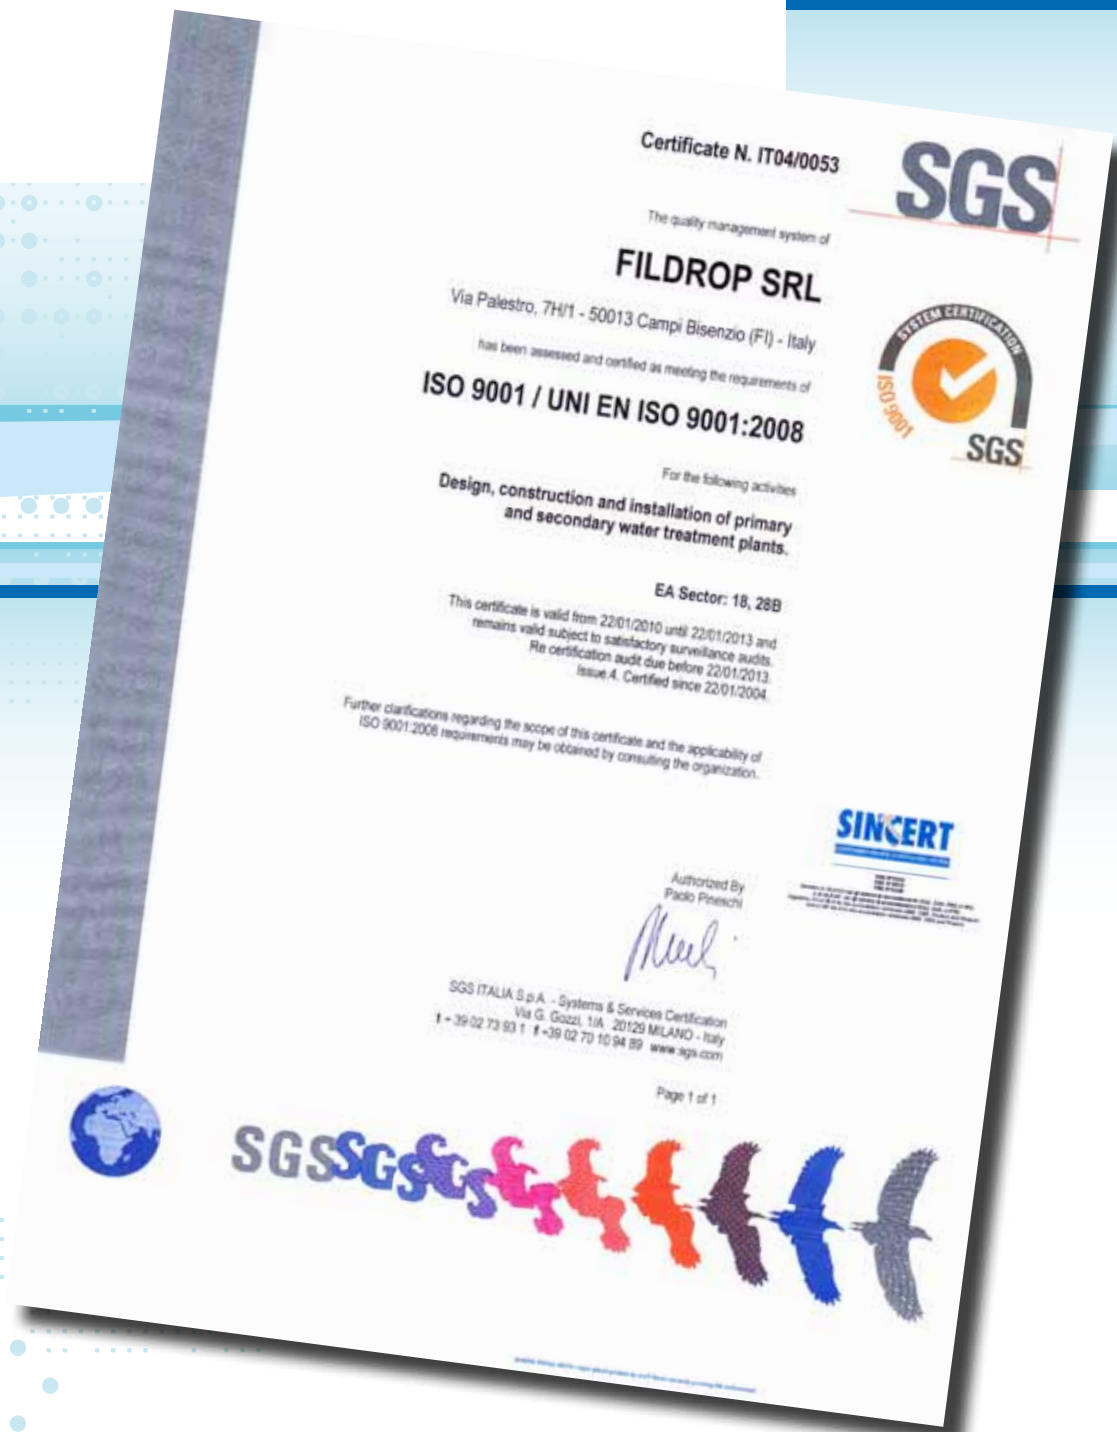 Certificate N. IT04/0053
SGS
The quality management system of
FILDROP SRL
Via Palestro, 7H/1 - 50013 Campi Bisenzio (FI) - Italy
has been assessed and certified as meeting the requirements of
ISO 9001 / UNI EN ISO 9001:2008
SYSTEM CERTIFICATION
ISO 9001
SGS
For the following activities
Design, construction and installation of primary
and secondary water treatment plants.
EA Sector: 18, 28B
This certificate is valid from 22/01/2010 until 22/01/2013 and
remains valid subject to satisfactory surveillance audits.
Re certification audit due before 22/01/2013.
Issue 4. Certified since 22/01/2004.
Further clarifications regarding the scope of this certificate and the applicability of
ISO 9001:2008 requirements may be obtained by consulting the organization.
SINCERT
Authorized By
Paolo Pineschi
SGS ITALIA S.p.A. - Systems & Services Certification
Via G. Gozzi, 1/A 20129 MILANO - Italy
t + 39 02 73 93 1 f +39 02 70 10 94 89 www.sgs.com
Page 1 of 1
SGSSGSSGS